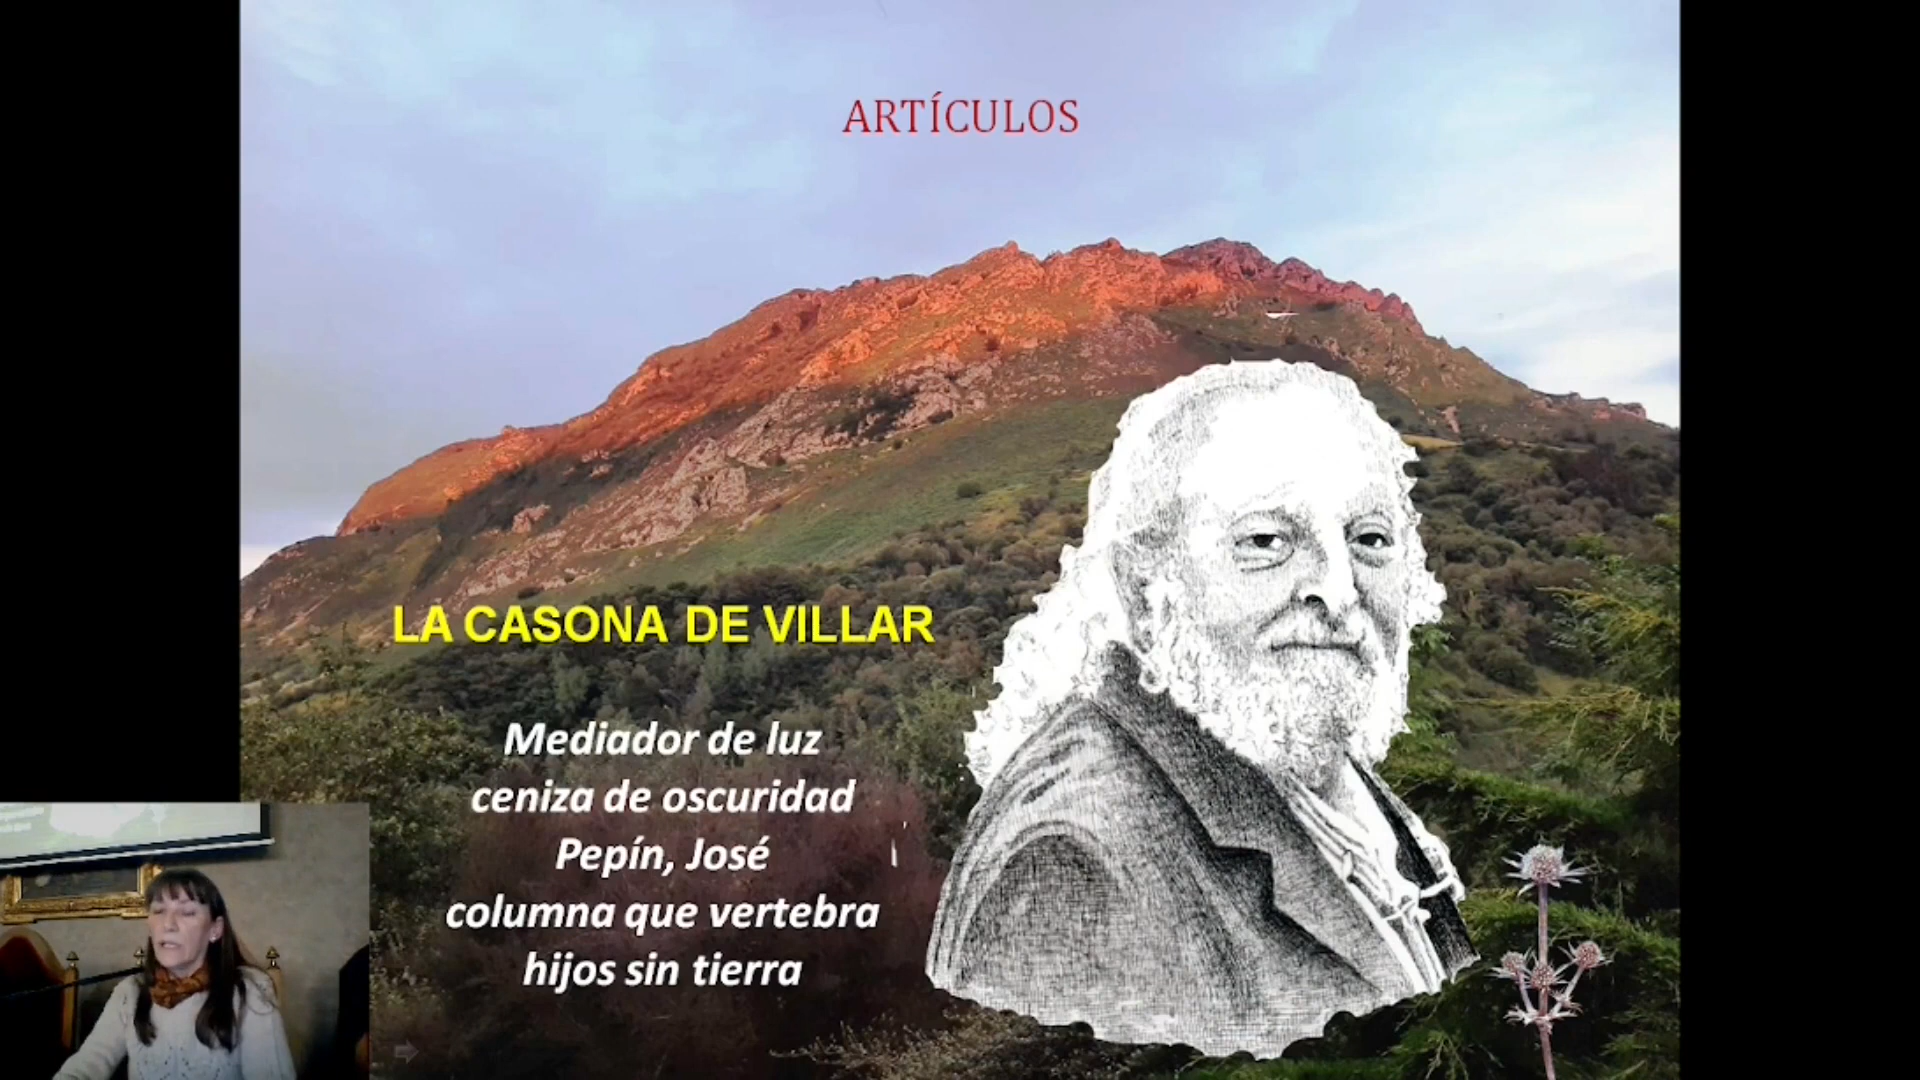 ARTÍCULOS
LA CASONA DE VILLAR
Mediador de luz
ceniza de oscuridad
Pepín, José
columna que vertebra
hijos sin tierra